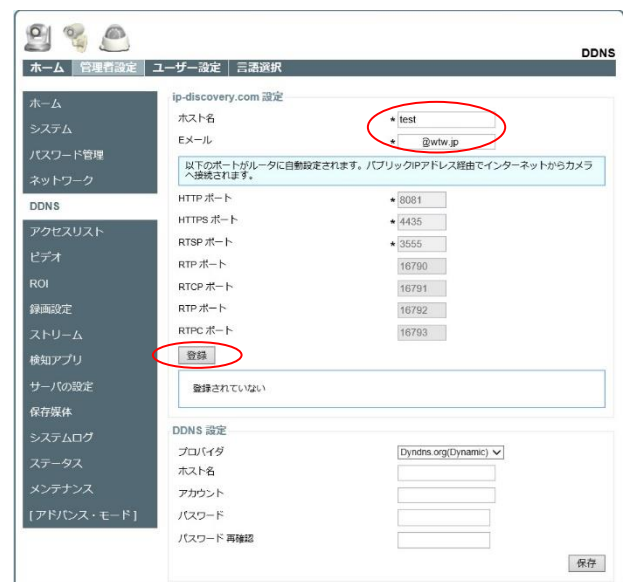 DDNS
ホーム 管理者設定 ユーザー設定 言語選択
ホーム
システム
パスワード管理
ネットワーク
DDNS
アクセスリスト
ビデオ
ROI
録画設定
ストリーム
検知アプリ
サーバの設定
保存媒体
システムログ
ステータス
メンテナンス
[アドバンス・モード]
ip-discovery.com 設定
ホスト名 * test
Eメール * @wtw.jp
以下のポートがルータに自動設定されます。パブリックIPアドレス経由でインターネットからカメラ
へ接続されます。
HTTP ポート * 8081
HTTPS ポート * 4435
RTSP ポート * 3555
RTP ポート 16790
RTCP ポート 16791
RTP ポート 16792
RTPC ポート 16793
登録
登録されていない
DDNS 設定
プロバイダ Dyndns.org(Dynamic)
ホスト名
アカウント
パスワード
パスワード 再確認
保存